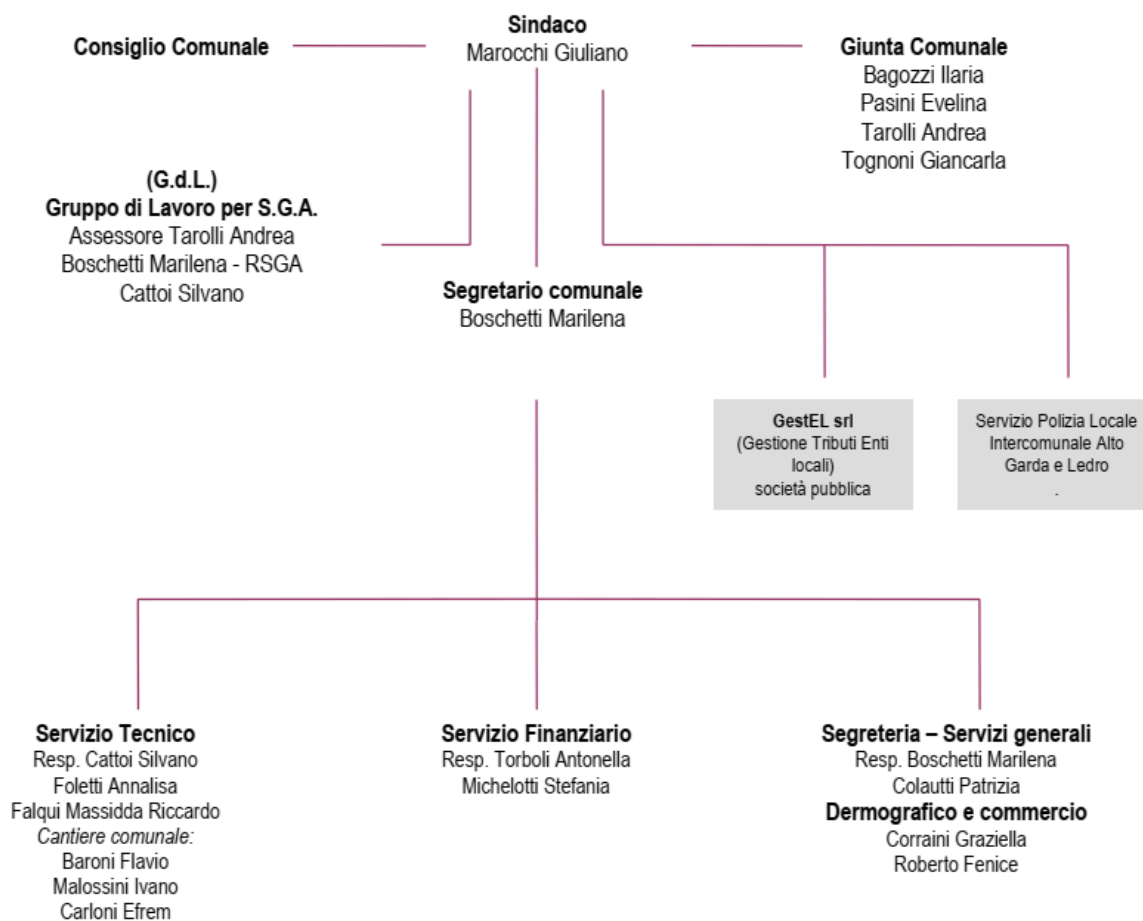 Consiglio Comunale
Sindaco
Marocchi Giuliano
Giunta Comunale
Bagozzi Ilaria
Pasini Evelina
Tarolli Andrea
Tognoni Giancarla
(G.d.L.)
Gruppo di Lavoro per S.G.A.
Assessore Tarolli Andrea
Boschetti Marilena - RSGA
Cattoi Silvano
Segretario comunale
Boschetti Marilena
GestEL srl
(Gestione Tributi Enti
locali)
società pubblica
Servizio Polizia Locale
Intercomunale Alto
Garda e Ledro
.
Servizio Tecnico
Resp. Cattoi Silvano
Foletti Annalisa
Falqui Massidda Riccardo
Cantiere comunale:
Baroni Flavio
Malossini Ivano
Carloni Efrem
Servizio Finanziario
Resp. Torboli Antonella
Michelotti Stefania
Segreteria – Servizi generali
Resp. Boschetti Marilena
Colautti Patrizia
Dermografico e commercio
Corraini Graziella
Roberto Fenice